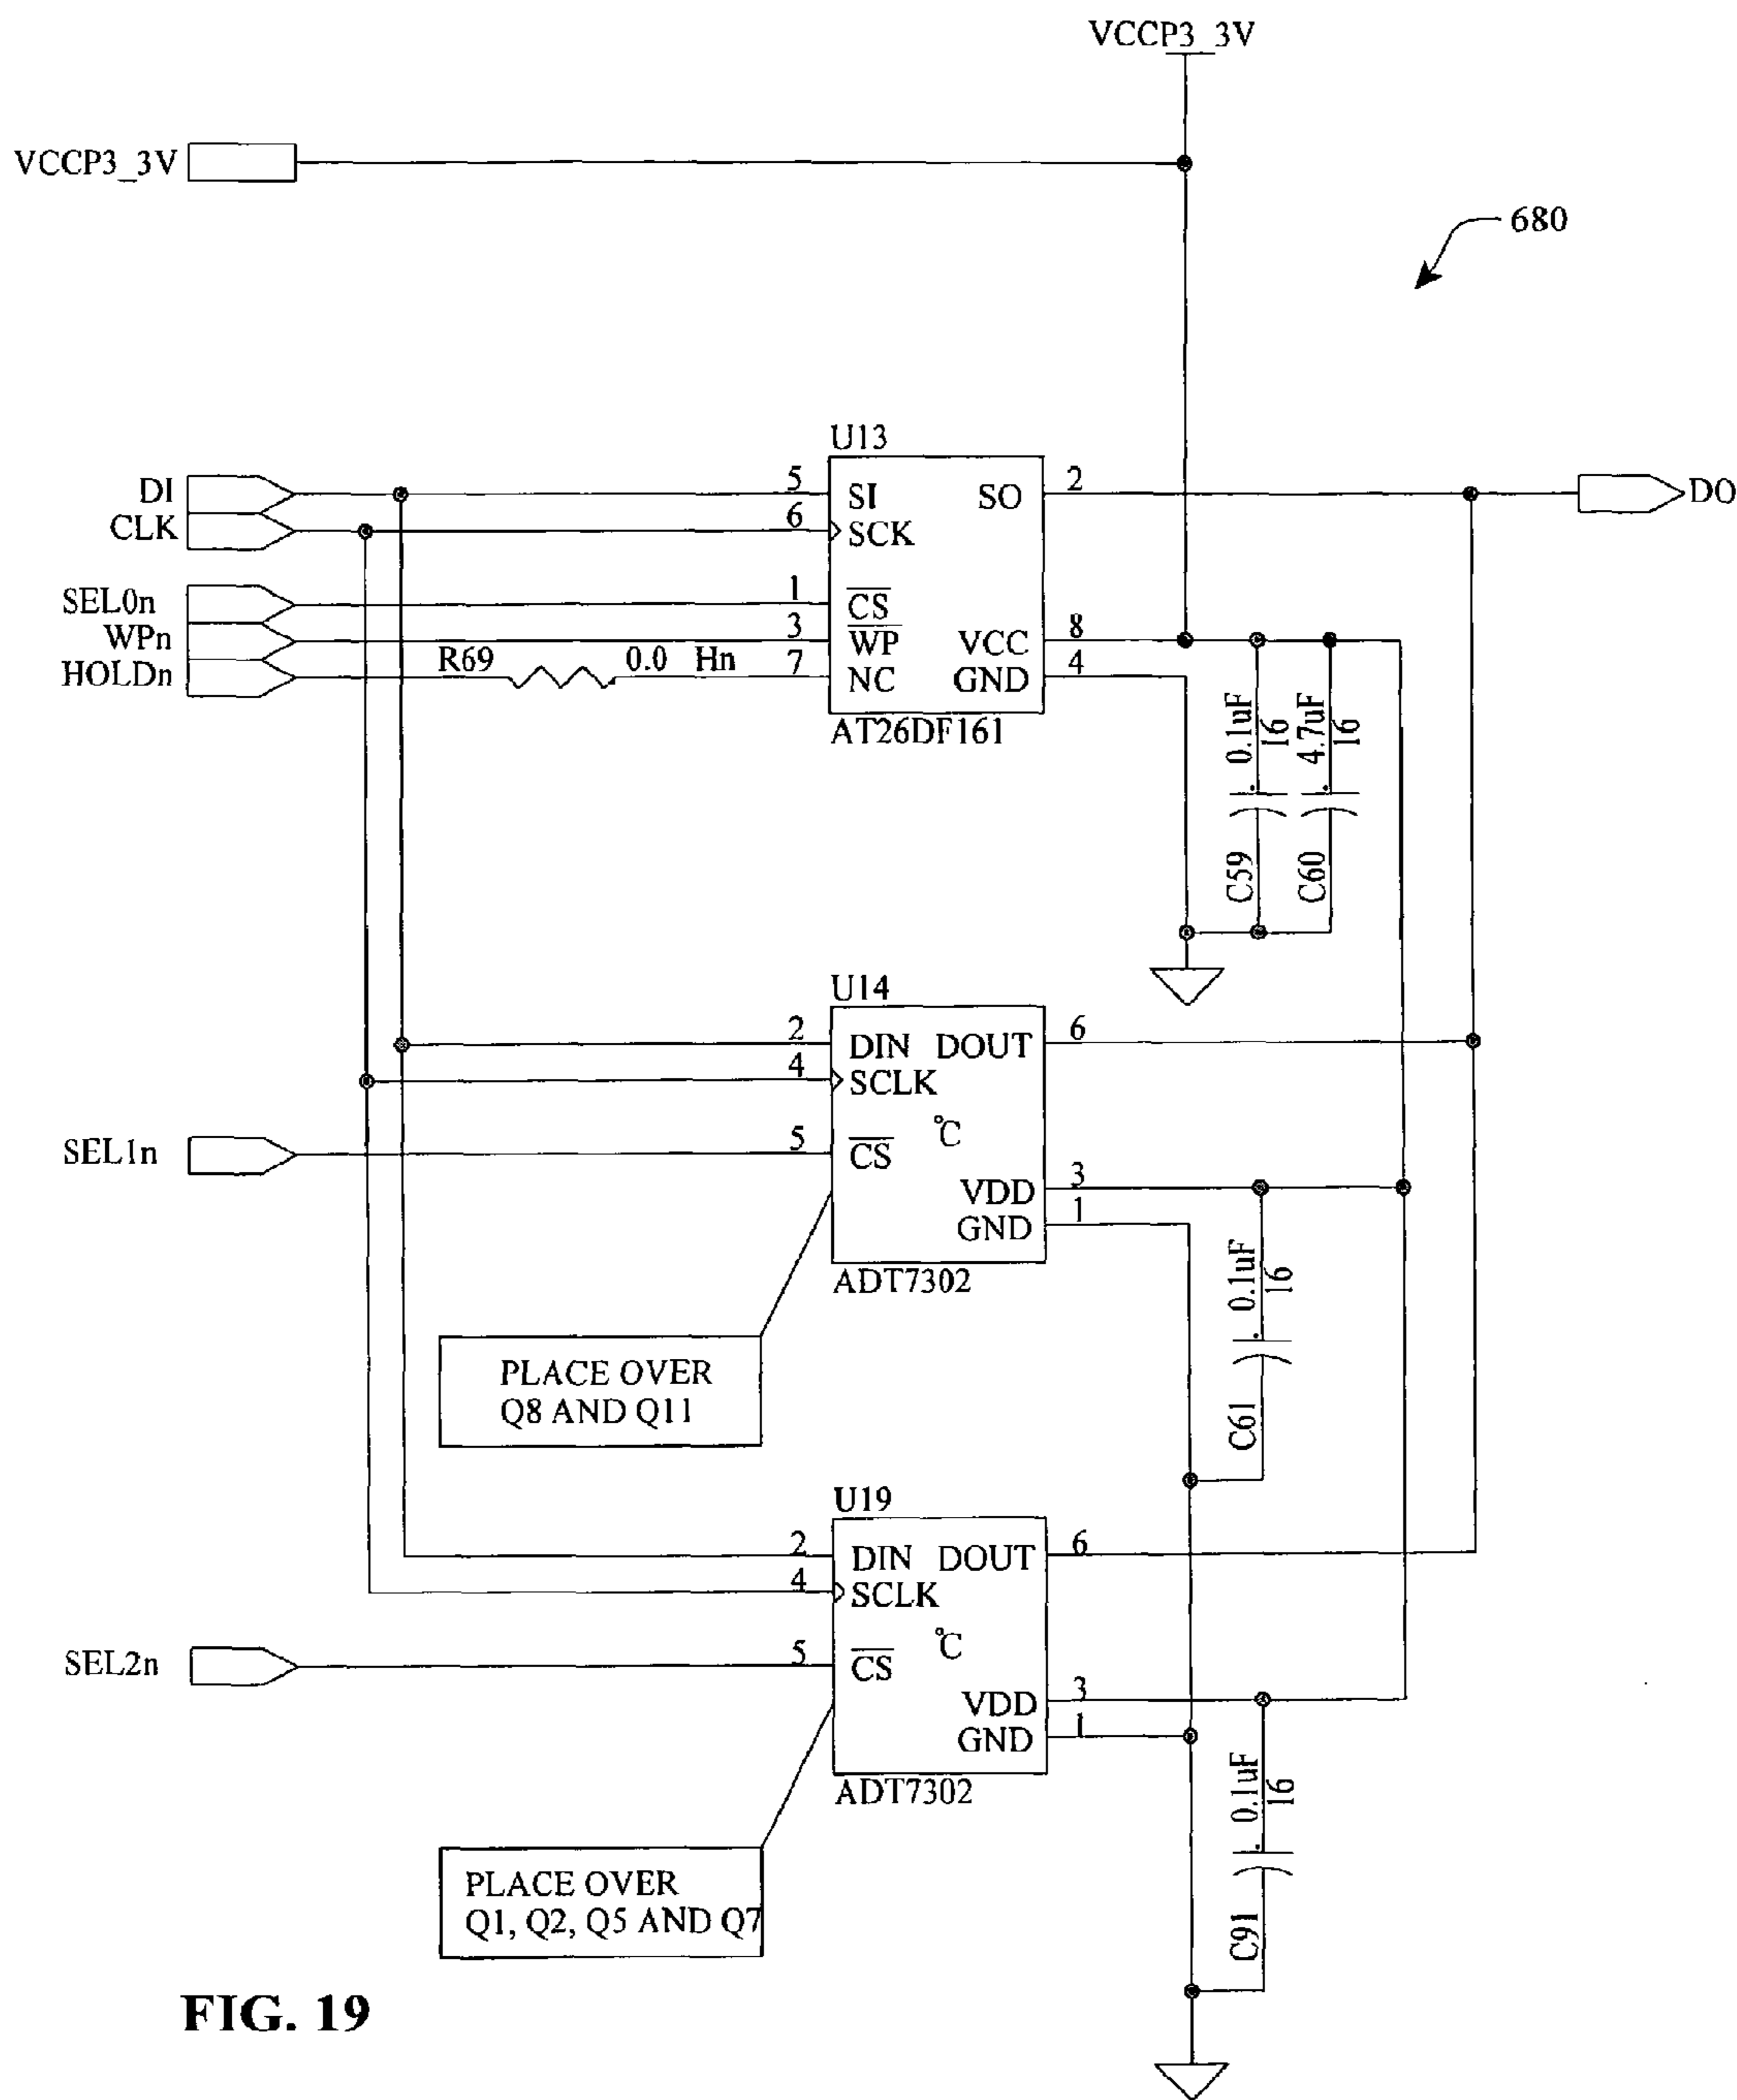 VCCP3_3V
VCCP3_3V
680
U13
DI
5
SI
SO
2
DO
CLK
6
SCK
SEL0n
1
CS
WPn
3
WP
VCC
8
HOLDn
R69
0.0
Hn
7
NC
GND
4
AT26DF161
0.1uF
16
4.7uF
16
C59
C60
U14
2
DIN
DOUT
6
4
SCLK
°C
SEL1n
5
CS
VDD
3
GND
1
ADT7302
0.1uF
16
C61
PLACE OVER
Q8 AND Q11
U19
2
DIN
DOUT
6
4
SCLK
°C
SEL2n
5
CS
VDD
3
GND
1
ADT7302
0.1uF
16
C91
PLACE OVER
Q1, Q2, Q5 AND Q7
FIG. 19